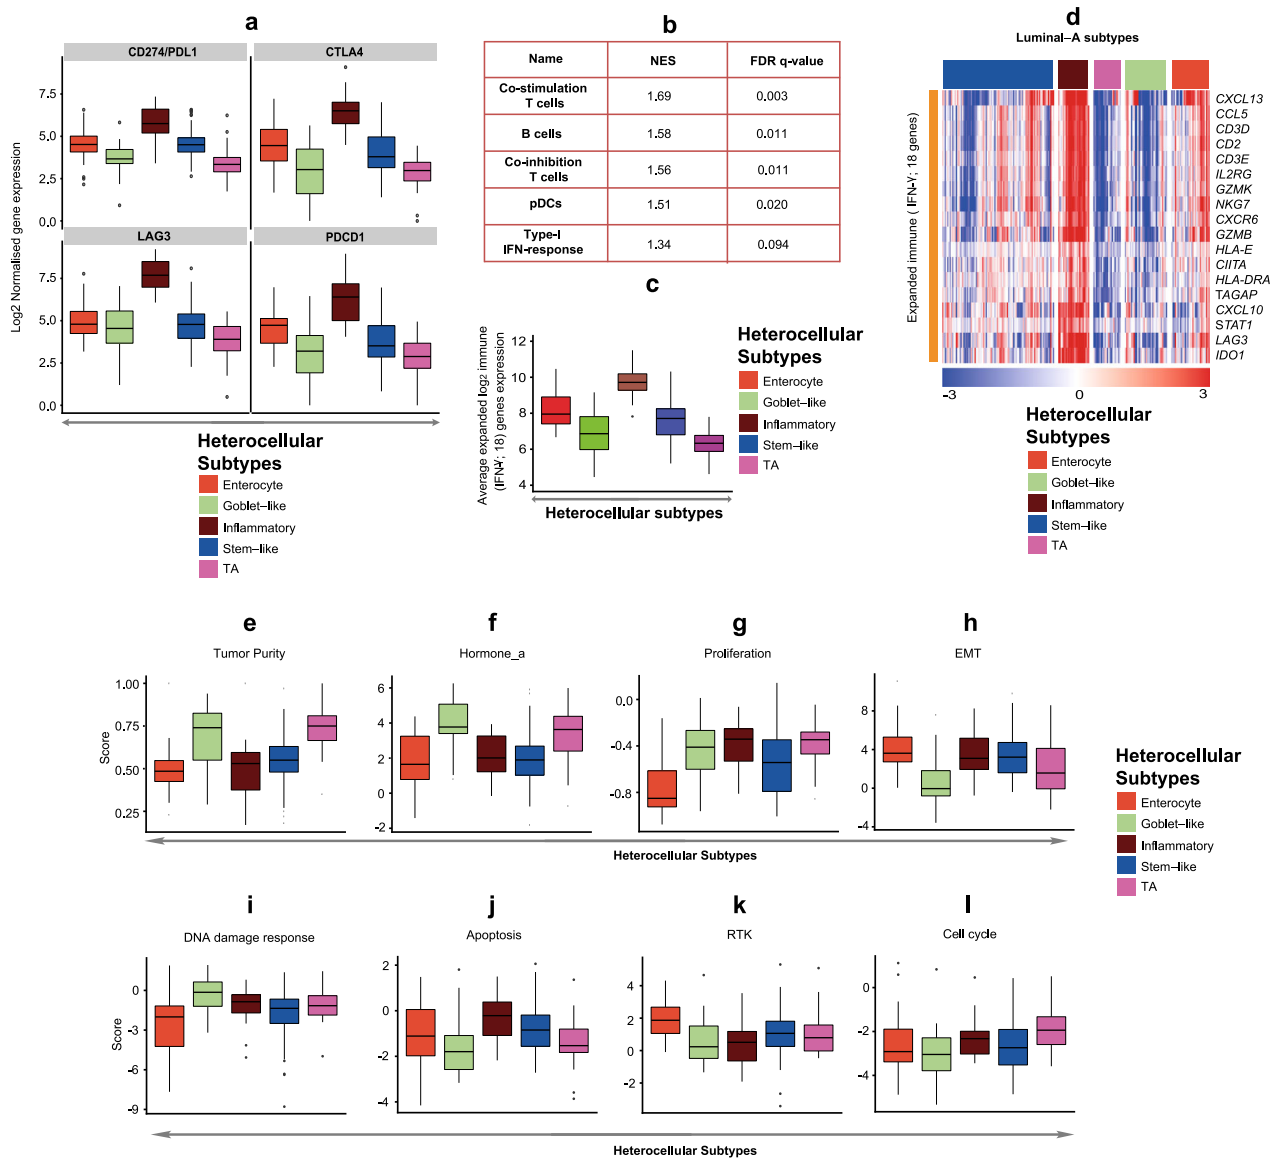 a
CD274/PDL1
CTLA4
7.5
5.0
2.5
0.0
LAG3
PDCD1
7.5
5.0
2.5
0.0
Log2 Normalised gene expression
Heterocellular
Subtypes
Enterocyte
Goblet–like
Inflammatory
Stem–like
TA
b
Name NES FDR q-value
Co-stimulation
T cells 1.69 0.003
B cells 1.58 0.011
Co-inhibition
T cells 1.56 0.011
pDCs 1.51 0.020
Type-I
IFN-response 1.34 0.094
c
Average expanded log2 immune
(IFN-γ; 18) genes expression
12
10
8
6
4
Heterocellular subtypes
Heterocellular
Subtypes
Enterocyte
Goblet–like
Inflammatory
Stem–like
TA
d
Luminal–A subtypes
Expanded immune ( IFN-γ; 18 genes)
CXCL13
CCL5
CD3D
CD2
CD3E
IL2RG
GZMK
NKG7
CXCR6
GZMB
HLA-E
CIITA
HLA-DRA
TAGAP
CXCL10
STAT1
LAG3
IDO1
-3 0 3
Heterocellular
Subtypes
Enterocyte
Goblet–like
Inflammatory
Stem–like
TA
e
Tumor Purity
Score
1.00
0.75
0.50
0.25
f
Hormone_a
6
4
2
0
-2
g
Proliferation
0.0
-0.4
-0.8
h
EMT
8
4
0
-4
Heterocellular Subtypes
Heterocellular
Subtypes
Enterocyte
Goblet–like
Inflammatory
Stem–like
TA
i
DNA damage response
Score
0
-3
-6
-9
j
Apoptosis
2
0
-2
-4
k
RTK
4
2
0
-2
l
Cell cycle
0
-2
-4
Heterocellular Subtypes